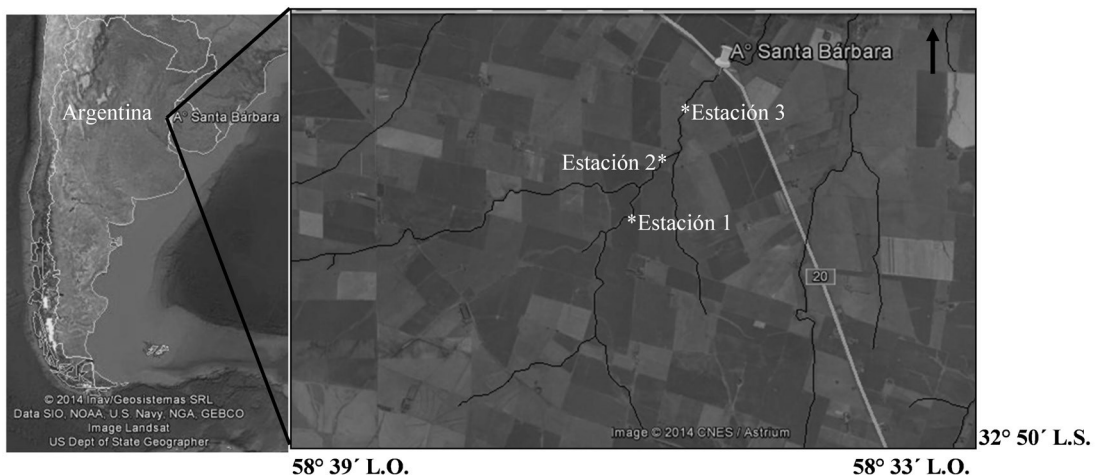 Argentina
A° Santa Bárbara
© 2014 Inav/Geosistemas SRL
Data SIO, NOAA, U.S. Navy, NGA, GEBCO
Image Landsat
US Dept of State Geographer
A° Santa Bárbara
*Estación 3
Estación 2*
*Estación 1
20
Image © 2014 CNES / Astrium
32° 50´ L.S.
58° 39´ L.O.
58° 33´ L.O.